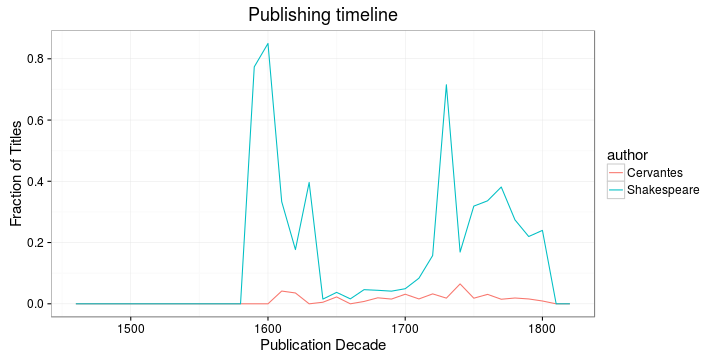 Publishing timeline
Fraction of Titles
0.8
0.6
0.4
0.2
0.0
1500
1600
1700
1800
Publication Decade
author
Cervantes
Shakespeare